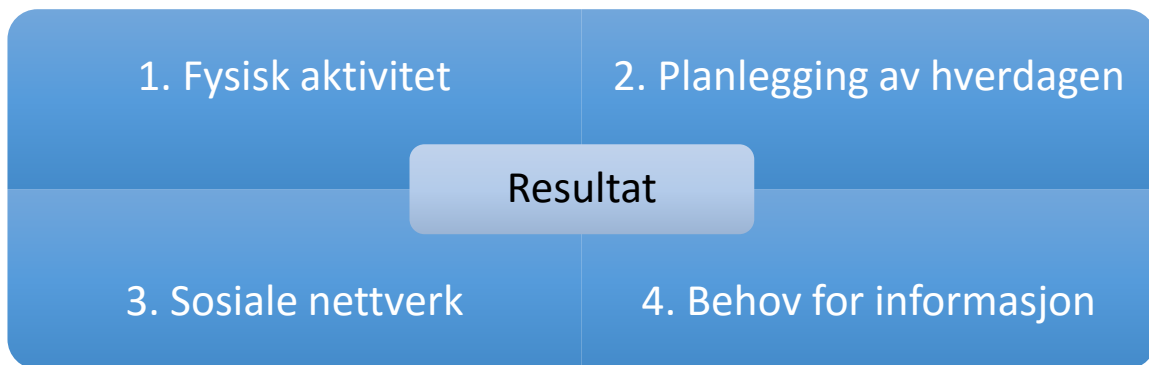 1. Fysisk aktivitet
2. Planlegging av hverdagen
Resultat
3. Sosiale nettverk
4. Behov for informasjon